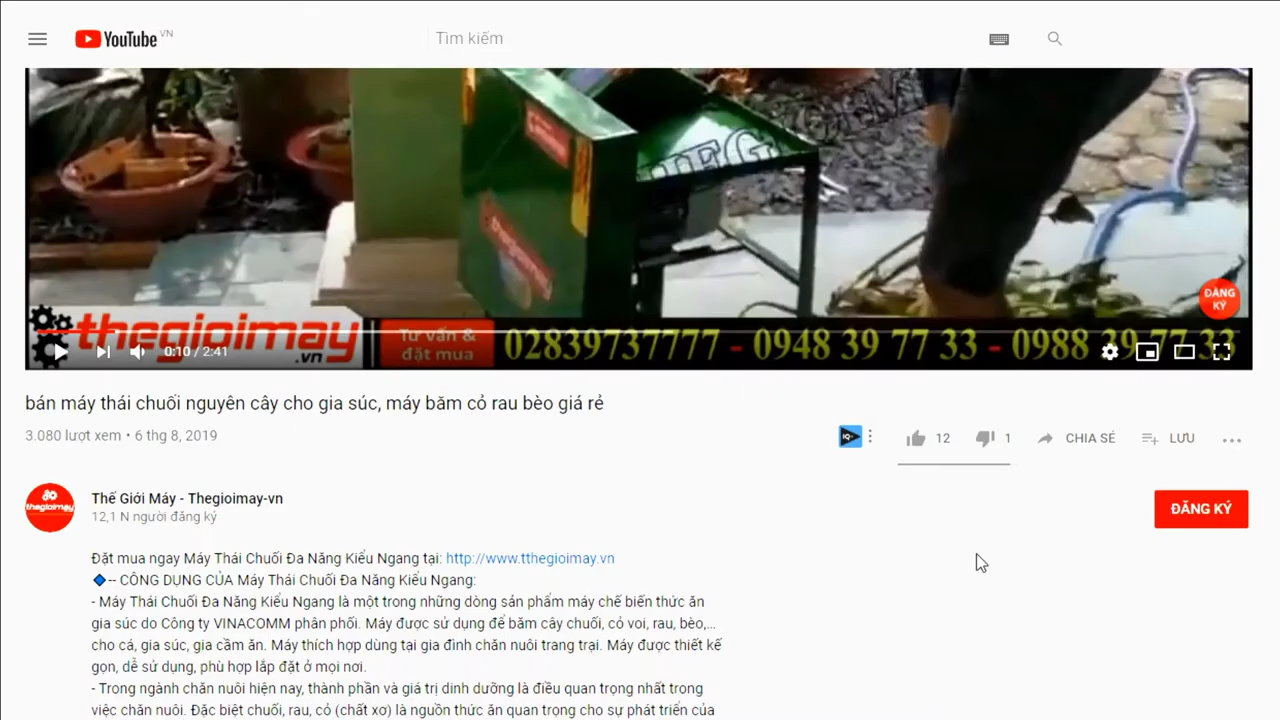 YouTube VN
Tìm kiếm
ĐĂNG
KÝ
thegioimay
.vn
Tư vấn &
đặt mua
02839737777 - 0948 39 77 33 - 0988 39 77 33
0:10 / 2:41
bán máy thái chuối nguyên cây cho gia súc, máy băm cỏ rau bèo giá rẻ
3.080 lượt xem • 6 thg 8, 2019
12
1
CHIA SẺ
LƯU
Thế Giới Máy - Thegioimay-vn
12,1 N người đăng ký
ĐĂNG KÝ
Đặt mua ngay Máy Thái Chuối Đa Năng Kiểu Ngang tại: http://www.tthegioimay.vn
-- CÔNG DỤNG CỦA Máy Thái Chuối Đa Năng Kiểu Ngang:
- Máy Thái Chuối Đa Năng Kiểu Ngang là một trong những dòng sản phẩm máy chế biến thức ăn
gia súc do Công ty VINACOMM phân phối. Máy được sử dụng để băm cây chuối, cỏ voi, rau, bèo,...
cho cá, gia súc, gia cầm ăn. Máy thích hợp dùng tại gia đình chăn nuôi trang trại. Máy được thiết kế
gọn, dễ sử dụng, phù hợp lắp đặt ở mọi nơi.
- Trong ngành chăn nuôi hiện nay, thành phần và giá trị dinh dưỡng là điều quan trọng nhất trong
việc chăn nuôi. Đặc biệt chuối, rau, cỏ (chất xơ) là nguồn thức ăn quan trọng cho sự phát triển của